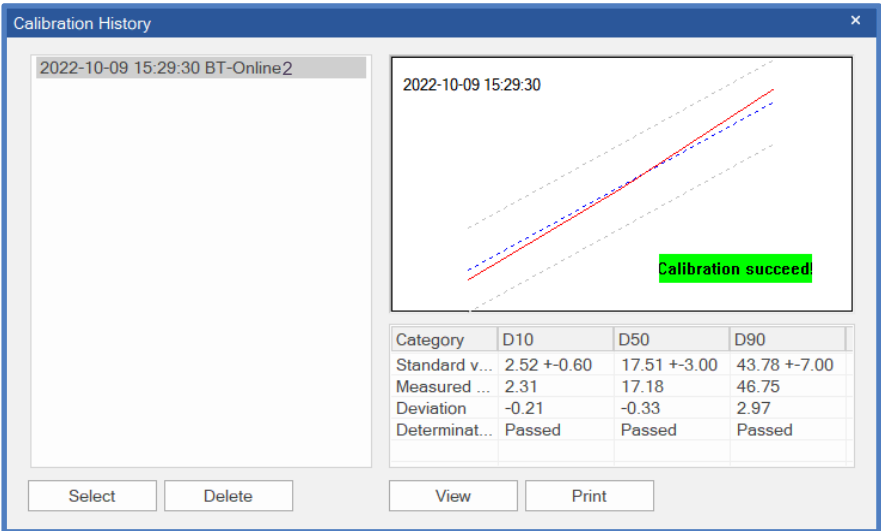 Calibration History ×
2022-10-09 15:29:30 BT-Online2
2022-10-09 15:29:30
Calibration succeed!
Category D10 D50 D90
Standard v... 2.52 +-0.60 17.51 +-3.00 43.78 +-7.00
Measured ... 2.31 17.18 46.75
Deviation -0.21 -0.33 2.97
Determinat... Passed Passed Passed
Select Delete View Print